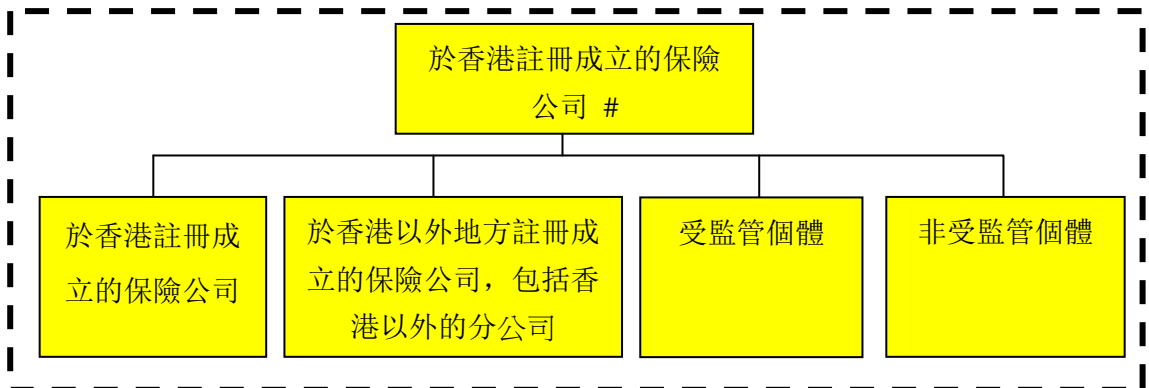 於香港註冊成立的保險
公司 #
於香港註冊成
立的保險公司
於香港以外地方註冊成
立的保險公司，包括香
港以外的分公司
受監管個體
非受監管個體